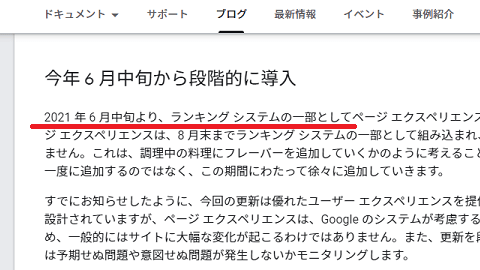 ドキュメント サポート ブログ 最新情報 イベント 事例紹介
今年 6 月中旬から段階的に導入
2021 年 6 月中旬より、ランキング システムの一部としてページ エクスペリエンス
ジ エクスペリエンスは、8 月末までランキング システムの一部として組み込まれ、
ません。これは、調理中の料理にフレーバーを追加していくかのように考えること
一度に追加するのではなく、この期間にわたって徐々に追加していきます。
すでにお知らせしたように、今回の更新は優れたユーザー エクスペリエンスを提供
設計されていますが、ページ エクスペリエンスは、Google のシステムが考慮する
め、一般的にはサイトに大幅な変化が起こるわけではありません。また、更新を
は予期せぬ問題や意図せぬ問題が発生しないかモニタリングします。